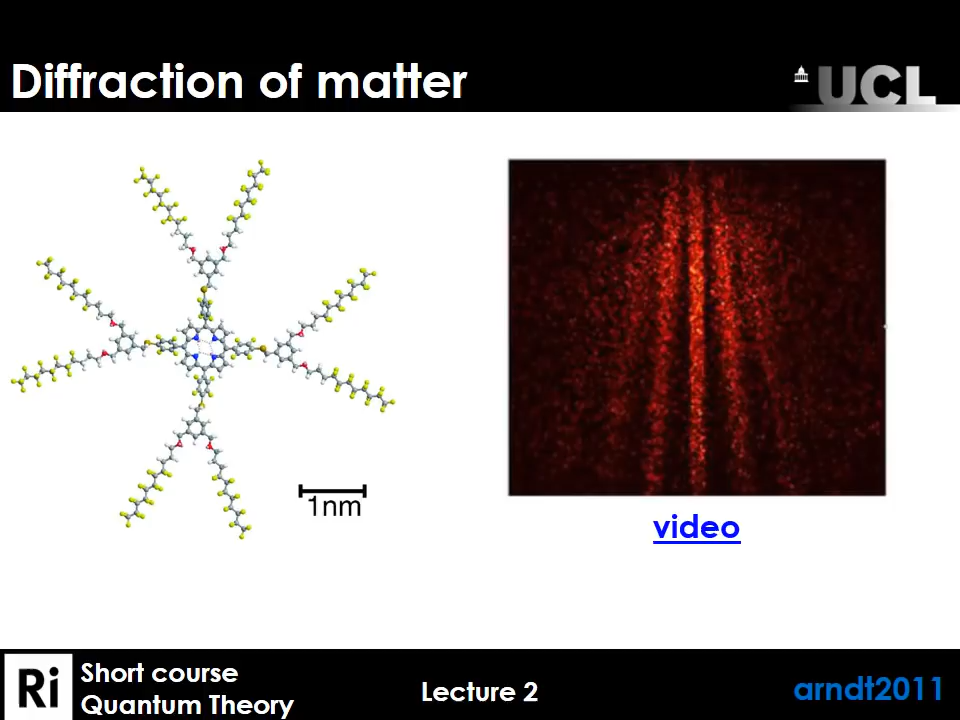 Diffraction of matter
UCL
1nm
video
Ri
Short course
Quantum Theory
Lecture 2
arndt2011